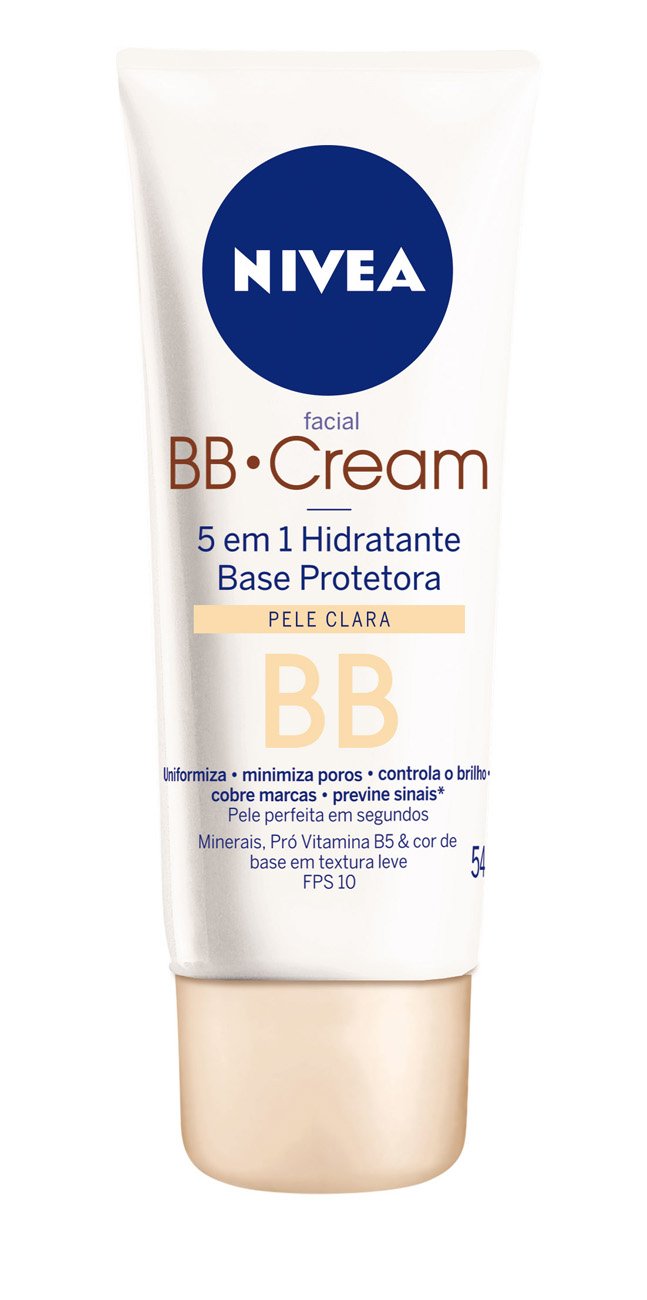 NIVEA
facial
BB•Cream
5 em 1 Hidratante
Base Protetora
PELE CLARA
BB
Uniformiza • minimiza poros • controla o brilho •
cobre marcas • previne sinais*
Pele perfeita em segundos
Minerais, Pró Vitamina B5 & cor de
base em textura leve
FPS 10
54